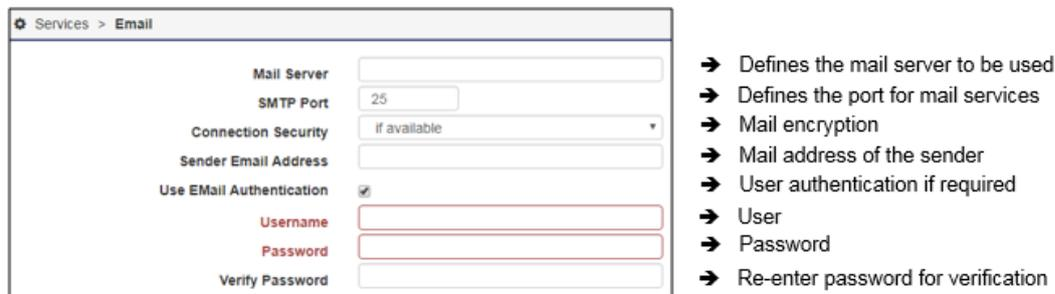 Services > Email
Mail Server
➔ Defines the mail server to be used
SMTP Port 25
➔ Defines the port for mail services
Connection Security if available
➔ Mail encryption
Sender Email Address
➔ Mail address of the sender
Use EMail Authentication
➔ User authentication if required
Username
➔ User
Password
➔ Password
Verify Password
➔ Re-enter password for verification